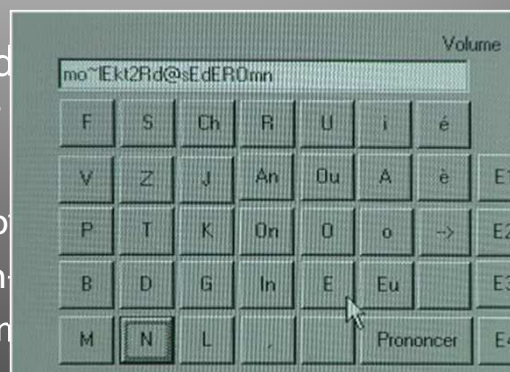 Volume
mo~lEkt2Rd@sEdEROmn
F S Ch R U i é
V Z J An Ou A è E1
P T K On O o --> E2
B D G In E Eu E3
M N L , Prononcer E4